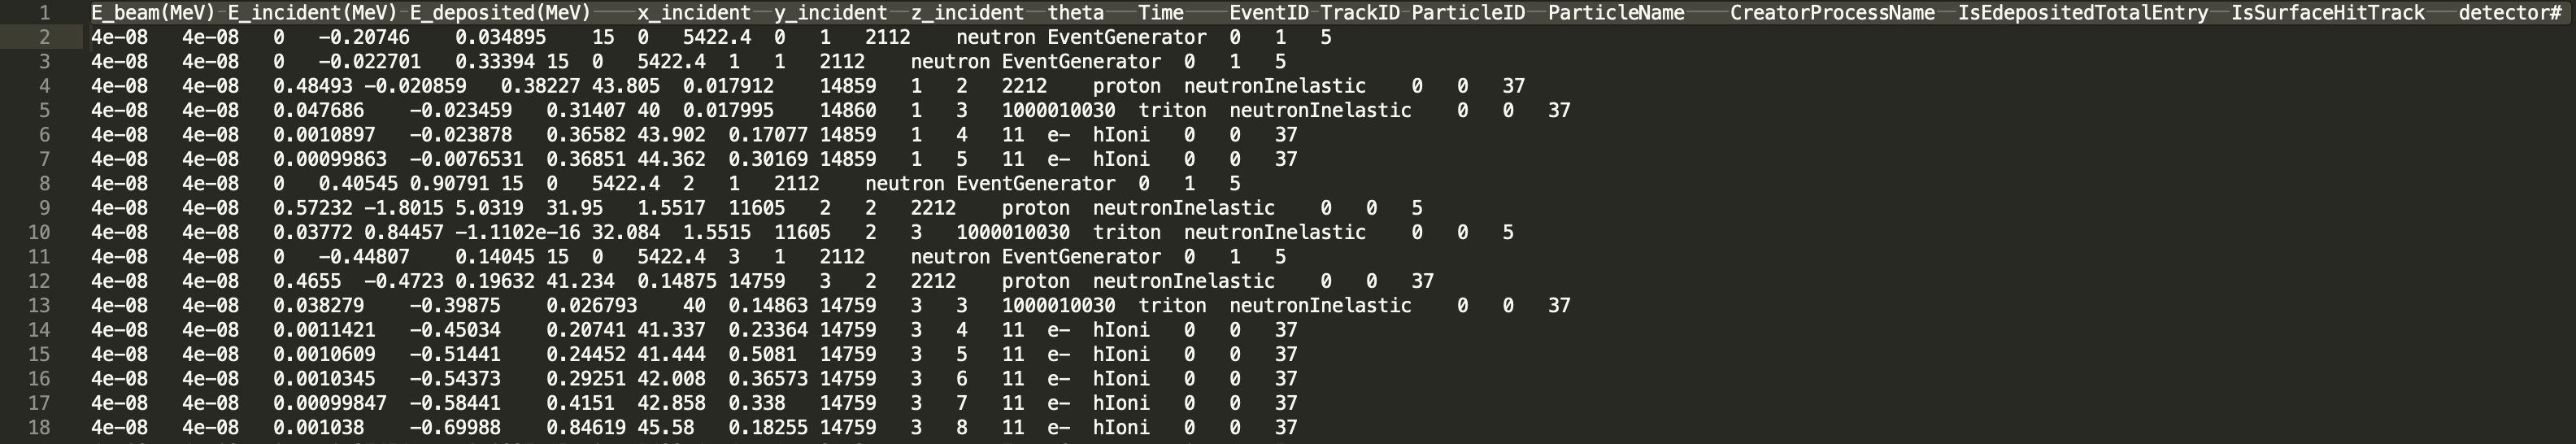 1 E_beam(MeV) E_incident(MeV) E_deposited(MeV) x_incident y_incident z_incident theta Time EventID TrackID ParticleID ParticleName CreatorProcessName IsEdepositedTotalEntry IsSurfaceHitTrack detector#
2 4e-08 4e-08 0 -0.20746 0.034895 15 0 5422.4 0 1 2112 neutron EventGenerator 0 1 5
3 4e-08 4e-08 0 -0.022701 0.33394 15 0 5422.4 1 1 2112 neutron EventGenerator 0 1 5
4 4e-08 4e-08 0.48493 -0.020859 0.38227 43.805 0.017912 14859 1 2 2212 proton neutronInelastic 0 0 37
5 4e-08 4e-08 0.047686 -0.023459 0.31407 40 0.017995 14860 1 3 1000010030 triton neutronInelastic 0 0 37
6 4e-08 4e-08 0.0010897 -0.023878 0.36582 43.902 0.17077 14859 1 4 11 e- hIoni 0 0 37
7 4e-08 4e-08 0.00099863 -0.0076531 0.36851 44.362 0.30169 14859 1 5 11 e- hIoni 0 0 37
8 4e-08 4e-08 0 0.40545 0.90791 15 0 5422.4 2 1 2112 neutron EventGenerator 0 1 5
9 4e-08 4e-08 0.57232 -1.8015 5.0319 31.95 1.5517 11605 2 2 2212 proton neutronInelastic 0 0 5
10 4e-08 4e-08 0.03772 0.84457 -1.1102e-16 32.084 1.5515 11605 2 3 1000010030 triton neutronInelastic 0 0 5
11 4e-08 4e-08 0 -0.44807 0.14045 15 0 5422.4 3 1 2112 neutron EventGenerator 0 1 5
12 4e-08 4e-08 0.4655 -0.4723 0.19632 41.234 0.14875 14759 3 2 2212 proton neutronInelastic 0 0 37
13 4e-08 4e-08 0.038279 -0.39875 0.026793 40 0.14863 14759 3 3 1000010030 triton neutronInelastic 0 0 37
14 4e-08 4e-08 0.0011421 -0.45034 0.20741 41.337 0.23364 14759 3 4 11 e- hIoni 0 0 37
15 4e-08 4e-08 0.0010609 -0.51441 0.24452 41.444 0.5081 14759 3 5 11 e- hIoni 0 0 37
16 4e-08 4e-08 0.0010345 -0.54373 0.29251 42.008 0.36573 14759 3 6 11 e- hIoni 0 0 37
17 4e-08 4e-08 0.00099847 -0.58441 0.4151 42.858 0.338 14759 3 7 11 e- hIoni 0 0 37
18 4e-08 4e-08 0.001038 -0.69988 0.84619 45.58 0.18255 14759 3 8 11 e- hIoni 0 0 37